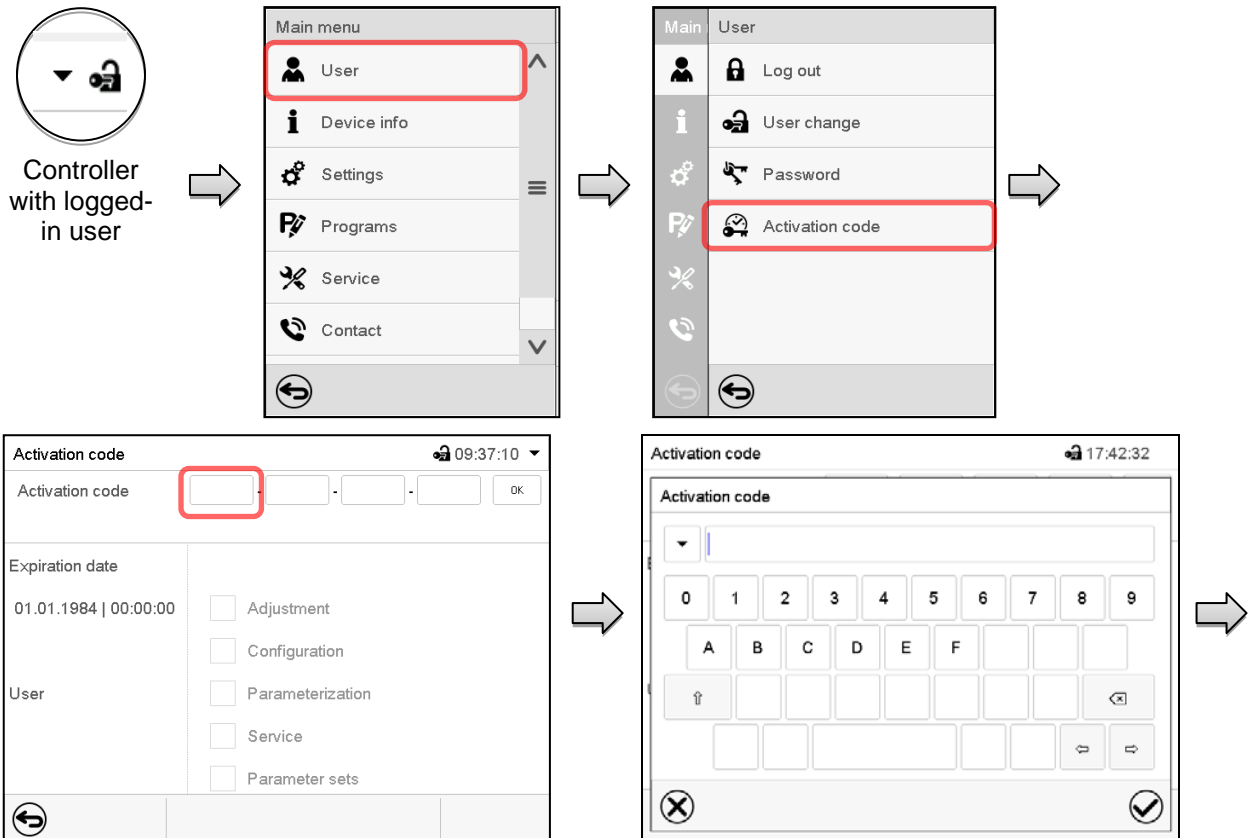 Controller
with logged-
in user
Main menu
User
Device info
Settings
Programs
Service
Contact
Main
User
Log out
User change
Password
Activation code
Activation code
09:37:10
Activation code
- - -
OK
Expiration date
01.01.1984 | 00:00:00
Adjustment
Configuration
User
Parameterization
Service
Parameter sets
Activation code
17:42:32
Activation code
0 1 2 3 4 5 6 7 8 9
A B C D E F